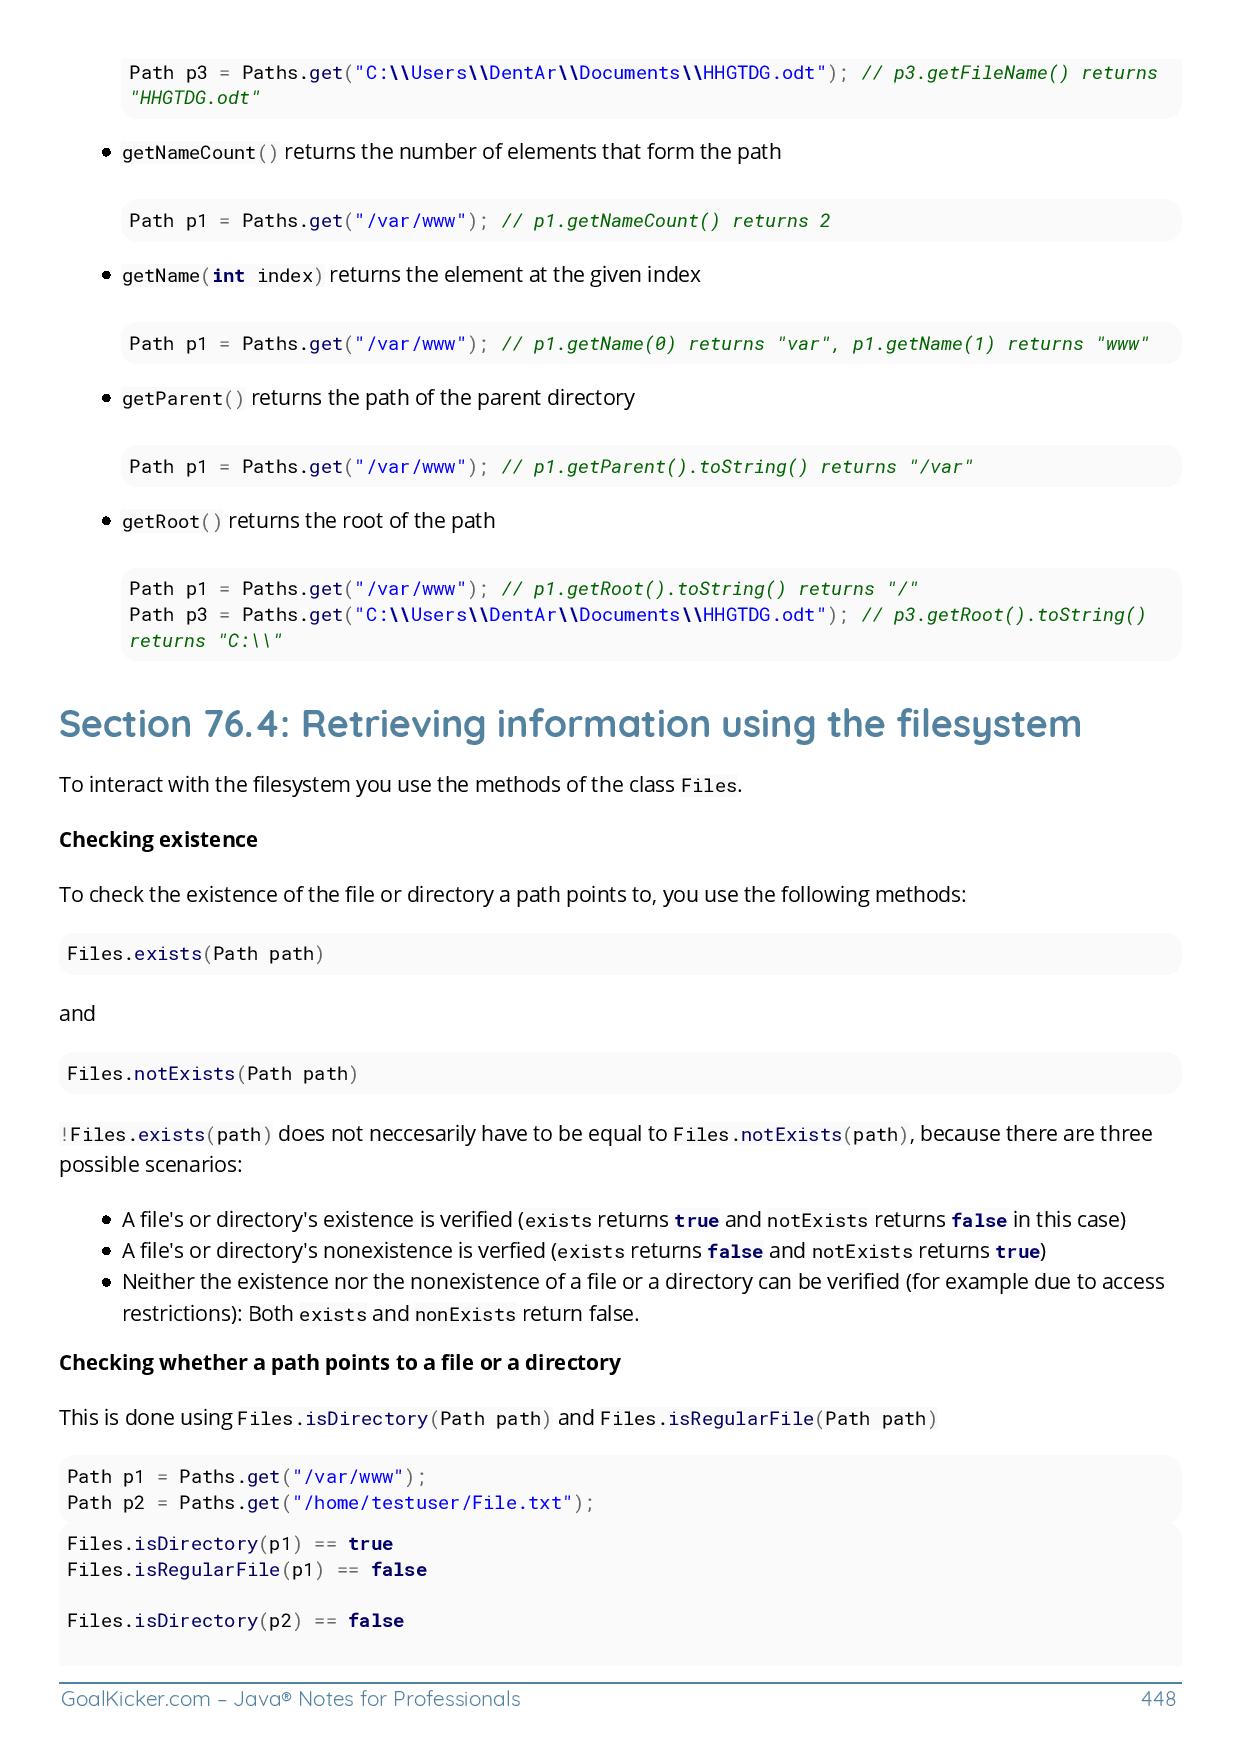 Path p3 = Paths.get("C:\\Users\\DentAr\\Documents\\HHGTDG.odt"); // p3.getFileName() returns
"HHGTDG.odt"
● getNameCount() returns the number of elements that form the path
Path p1 = Paths.get("/var/www"); // p1.getNameCount() returns 2
● getName(int index) returns the element at the given index
Path p1 = Paths.get("/var/www"); // p1.getName(0) returns "var", p1.getName(1) returns "www"
● getParent() returns the path of the parent directory
Path p1 = Paths.get("/var/www"); // p1.getParent().toString() returns "/var"
● getRoot() returns the root of the path
Path p1 = Paths.get("/var/www"); // p1.getRoot().toString() returns "/"
Path p3 = Paths.get("C:\\Users\\DentAr\\Documents\\HHGTDG.odt"); // p3.getRoot().toString()
returns "C:\\"
Section 76.4: Retrieving information using the filesystem
To interact with the filesystem you use the methods of the class Files.
Checking existence
To check the existence of the file or directory a path points to, you use the following methods:
Files.exists(Path path)
and
Files.notExists(Path path)
!Files.exists(path) does not neccesarily have to be equal to Files.notExists(path), because there are three
possible scenarios:
● A file's or directory's existence is verified (exists returns true and notExists returns false in this case)
● A file's or directory's nonexistence is verfied (exists returns false and notExists returns true)
● Neither the existence nor the nonexistence of a file or a directory can be verified (for example due to access
restrictions): Both exists and nonExists return false.
Checking whether a path points to a file or a directory
This is done using Files.isDirectory(Path path) and Files.isRegularFile(Path path)
Path p1 = Paths.get("/var/www");
Path p2 = Paths.get("/home/testuser/File.txt");
Files.isDirectory(p1) == true
Files.isRegularFile(p1) == false
Files.isDirectory(p2) == false
GoalKicker.com – Java® Notes for Professionals
448